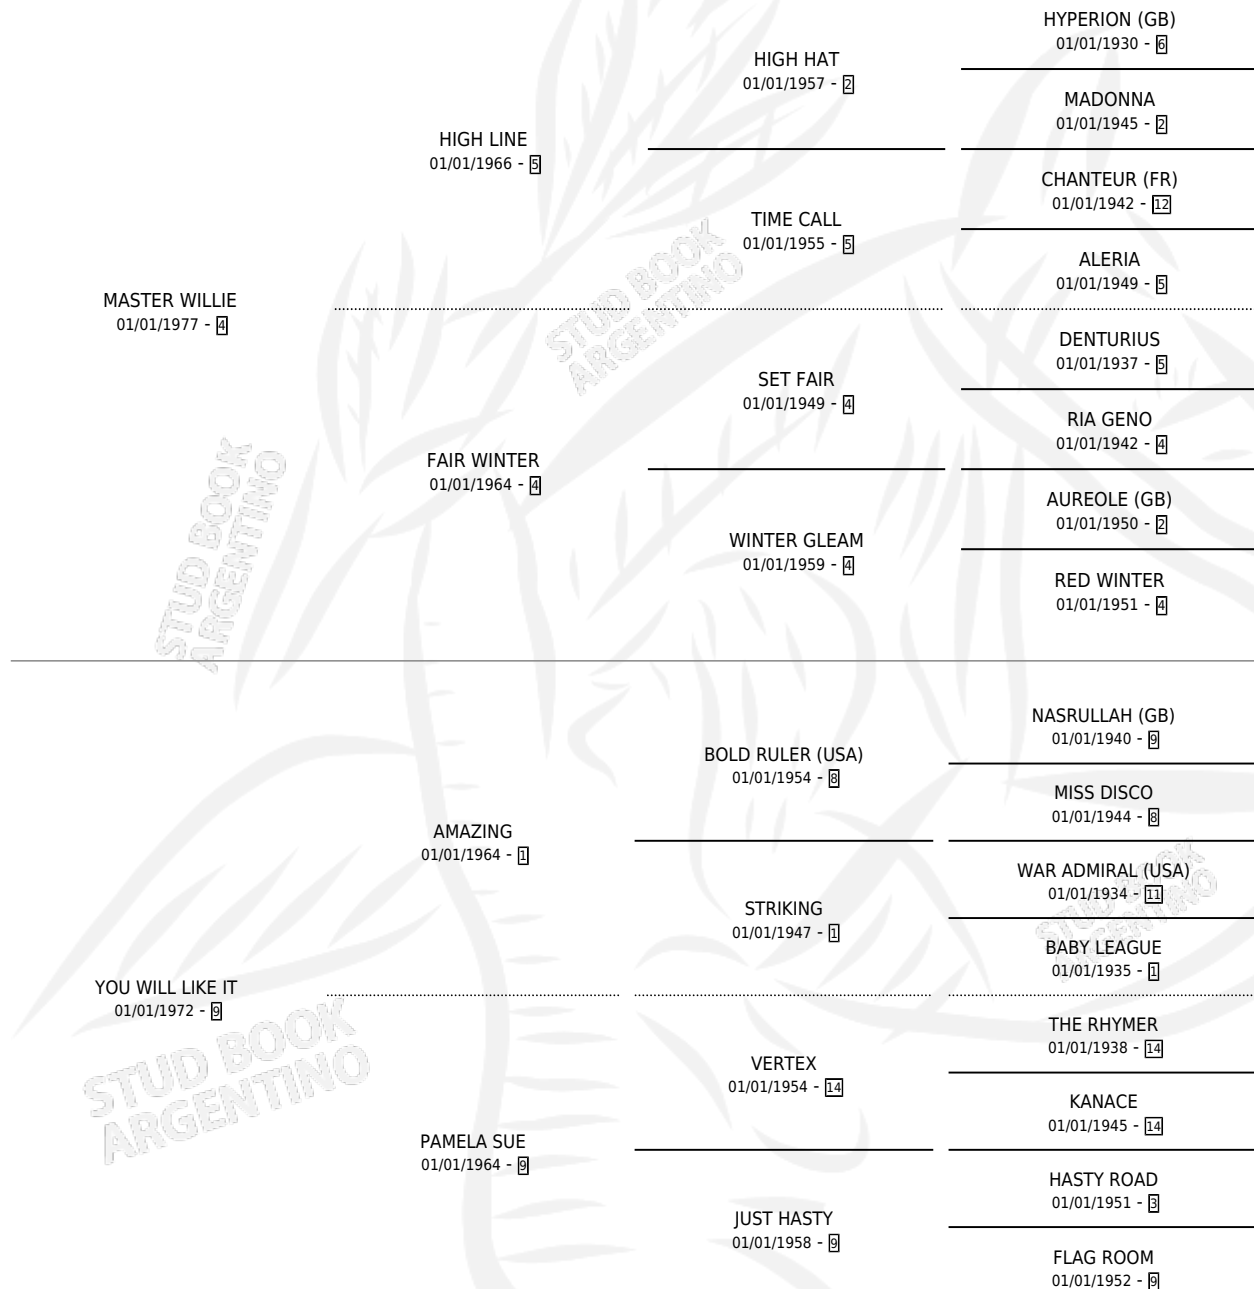 MASTER WILLIE
01/01/1977 - 4
HIGH LINE
01/01/1966 - 5
FAIR WINTER
01/01/1964 - 4
HIGH HAT
01/01/1957 - 2
TIME CALL
01/01/1955 - 5
SET FAIR
01/01/1949 - 4
WINTER GLEAM
01/01/1959 - 4
HYPERION (GB)
01/01/1930 - 6
MADONNA
01/01/1945 - 2
CHANTEUR (FR)
01/01/1942 - 12
ALERIA
01/01/1949 - 5
DENTURIUS
01/01/1937 - 5
RIA GENO
01/01/1942 - 4
AUREOLE (GB)
01/01/1950 - 2
RED WINTER
01/01/1951 - 4
YOU WILL LIKE IT
01/01/1972 - 9
AMAZING
01/01/1964 - 1
PAMELA SUE
01/01/1964 - 9
BOLD RULER (USA)
01/01/1954 - 8
STRIKING
01/01/1947 - 1
VERTEX
01/01/1954 - 14
JUST HASTY
01/01/1958 - 9
NASRULLAH (GB)
01/01/1940 - 9
MISS DISCO
01/01/1944 - 8
WAR ADMIRAL (USA)
01/01/1934 - 11
BABY LEAGUE
01/01/1935 - 1
THE RHYMER
01/01/1938 - 14
KANACE
01/01/1945 - 14
HASTY ROAD
01/01/1951 - 3
FLAG ROOM
01/01/1952 - 9
STUD BOOK
ARGENTINO
STUD BOOK
ARGENTINO
STUD BOOK
ARGENTINO
STUD BOOK
ARGENTINO